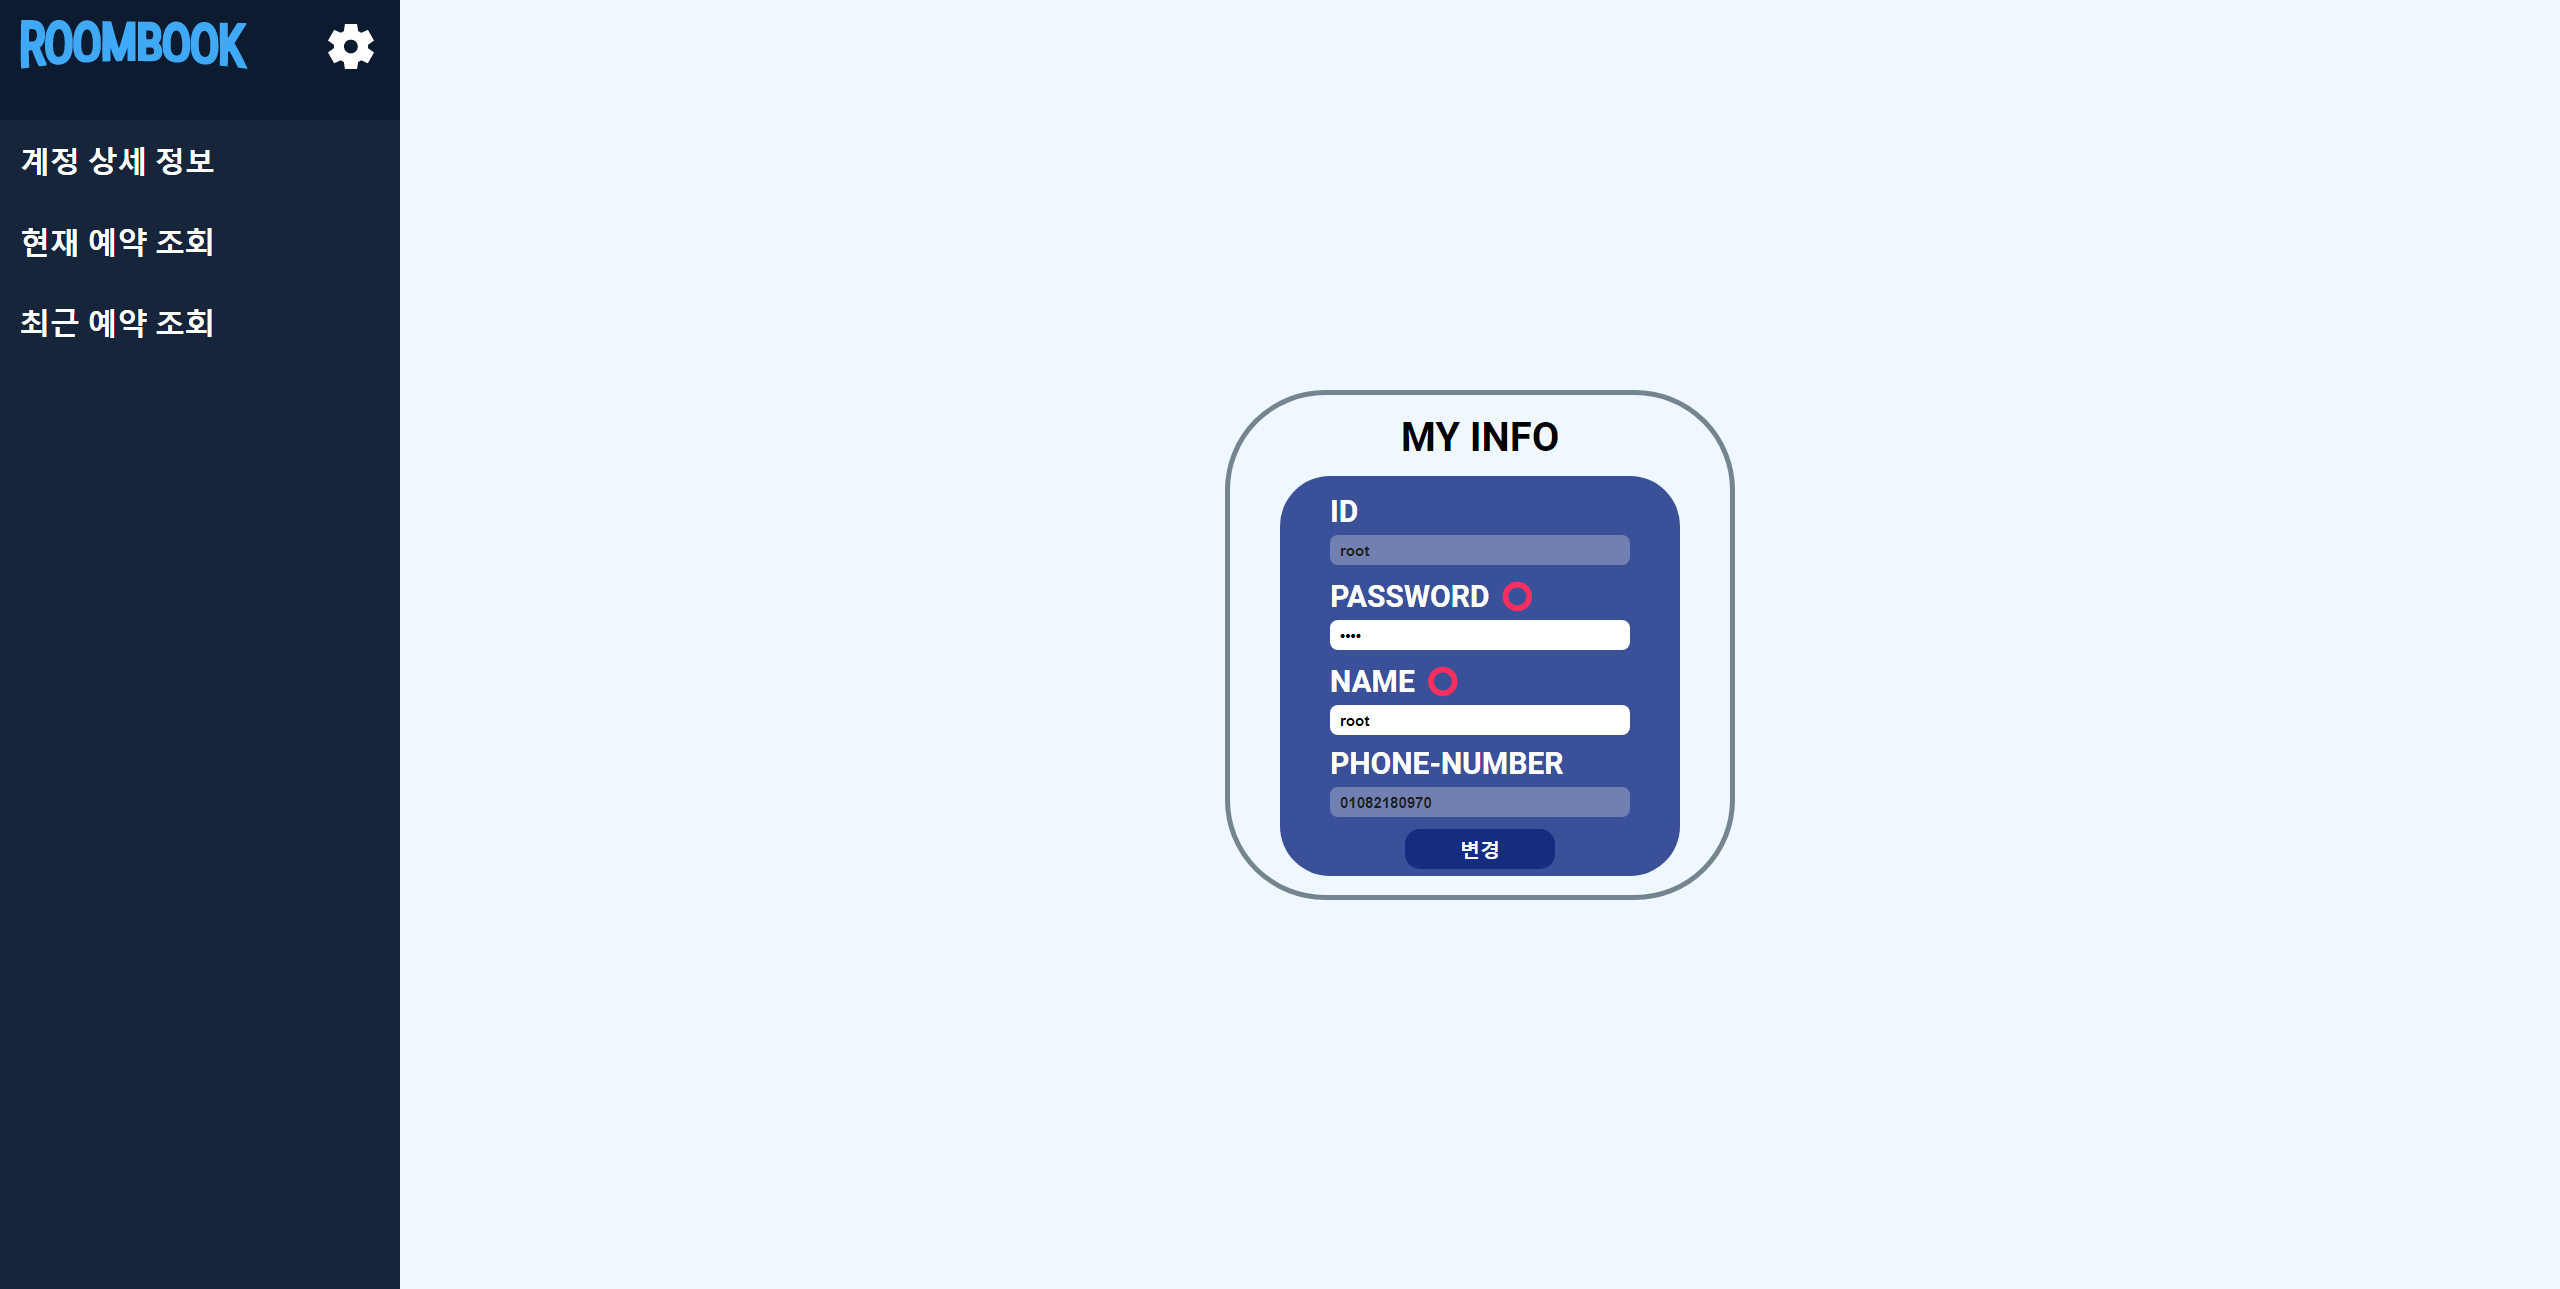 ROOMBOOK
계정 상세 정보
현재 예약 조회
최근 예약 조회
MY INFO
ID
root
PASSWORD
••••
NAME
root
PHONE-NUMBER
01082180970
변경